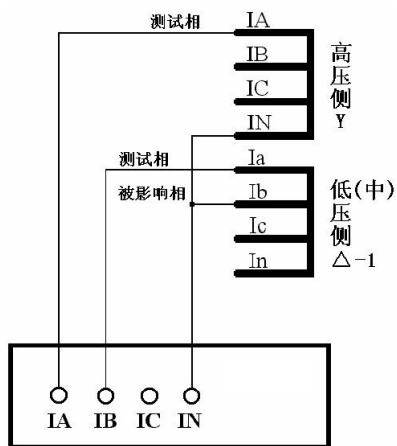 测试相 IA
IB
IC
IN
高压侧 Y
测试相 Ia
被影响相 Ib
Ic
In
低(中)压侧 △-1
IA IB IC IN